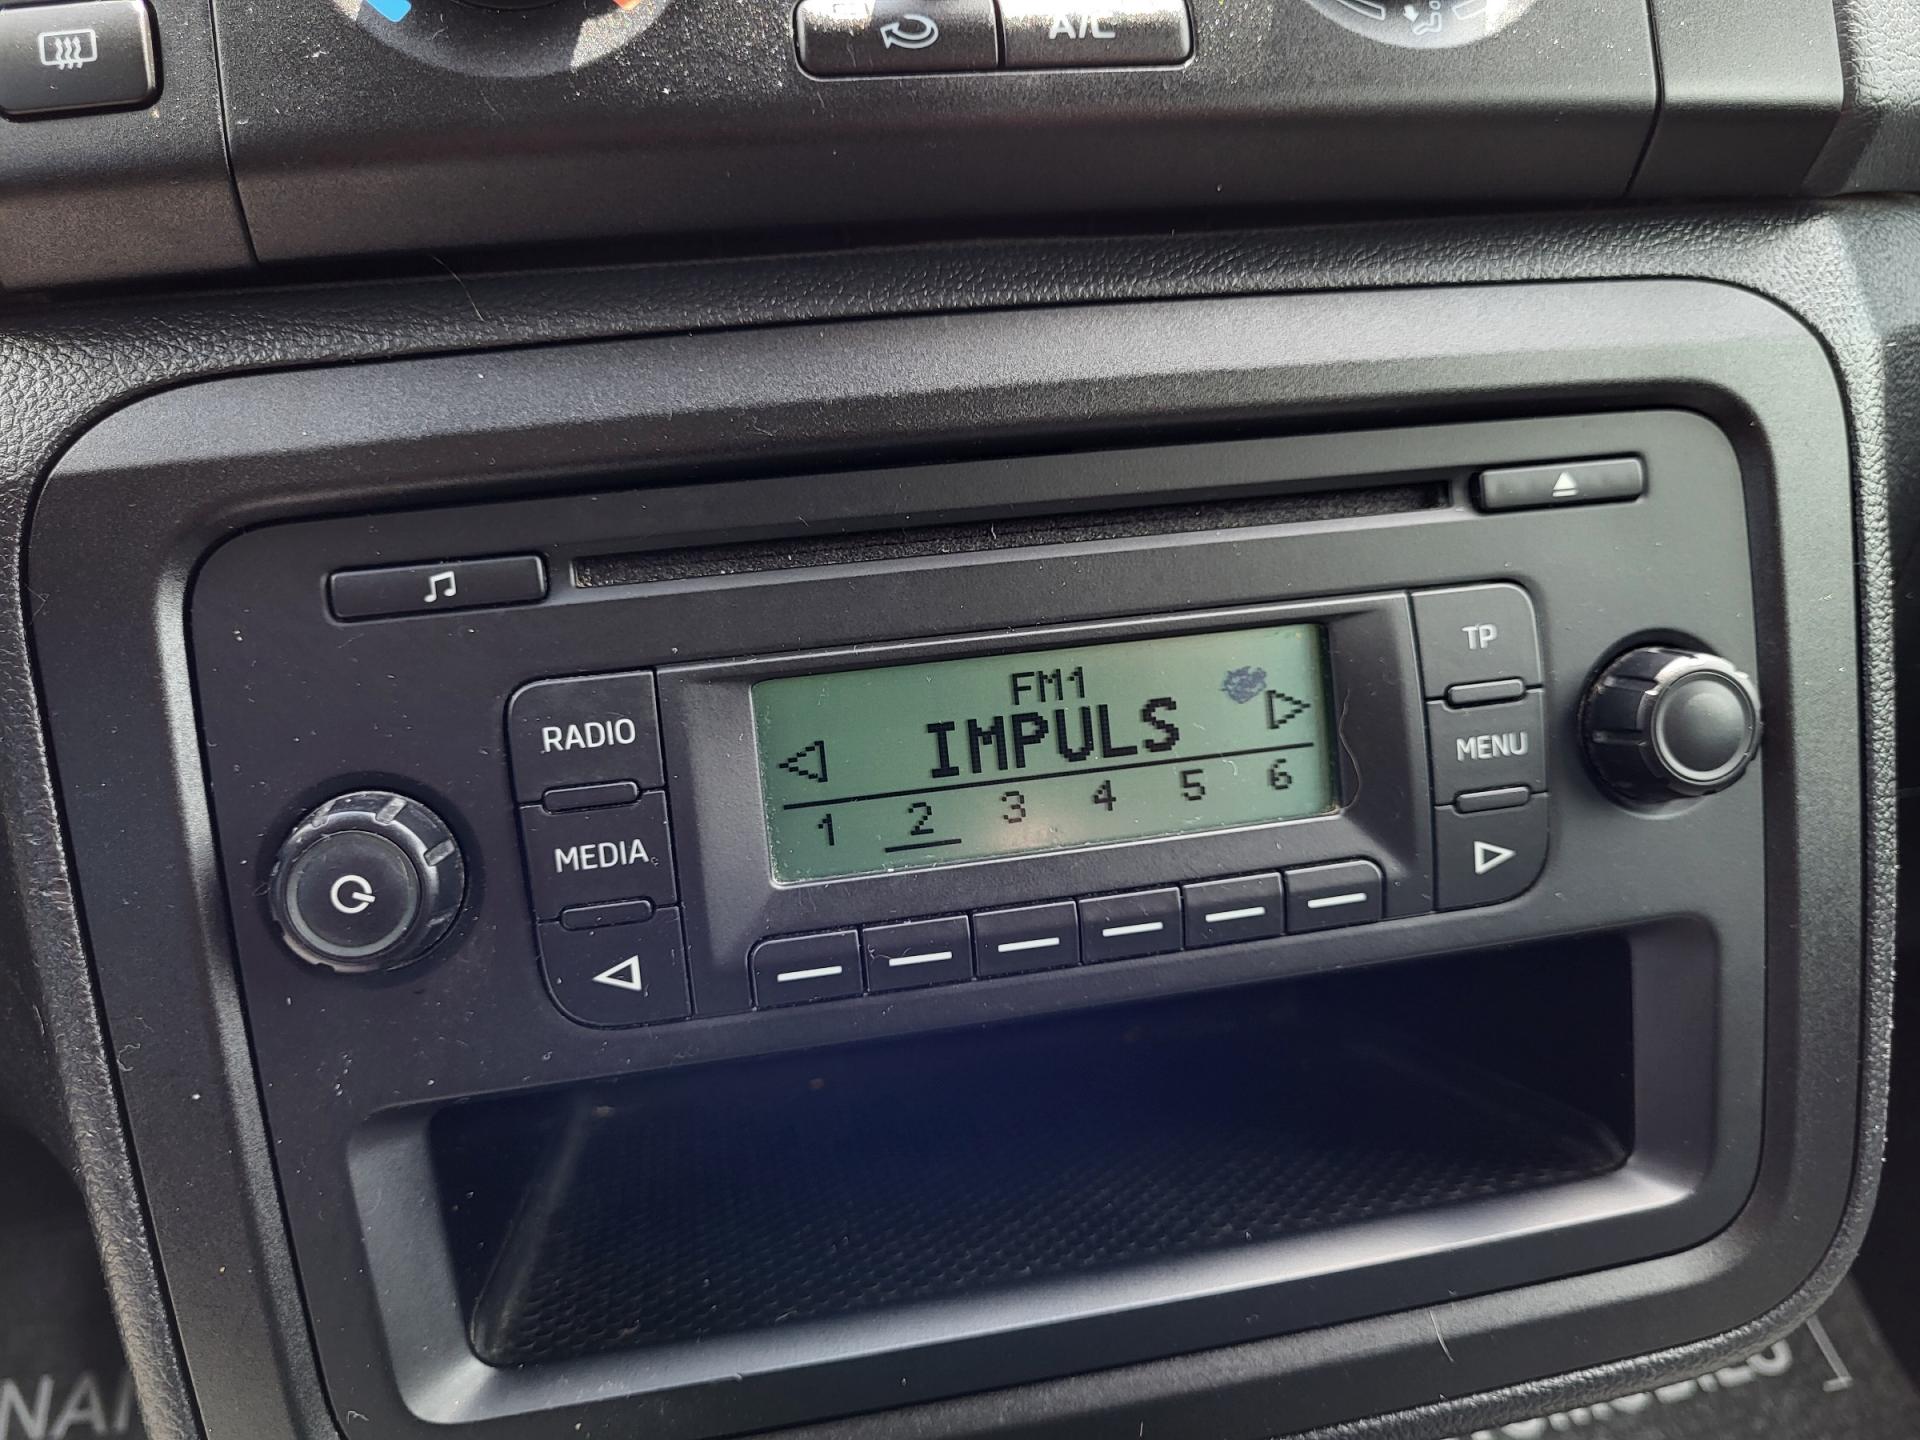 A/C
RADIO
MEDIA
FM1
IMPULS
1 2 3 4 5 6
TP
MENU